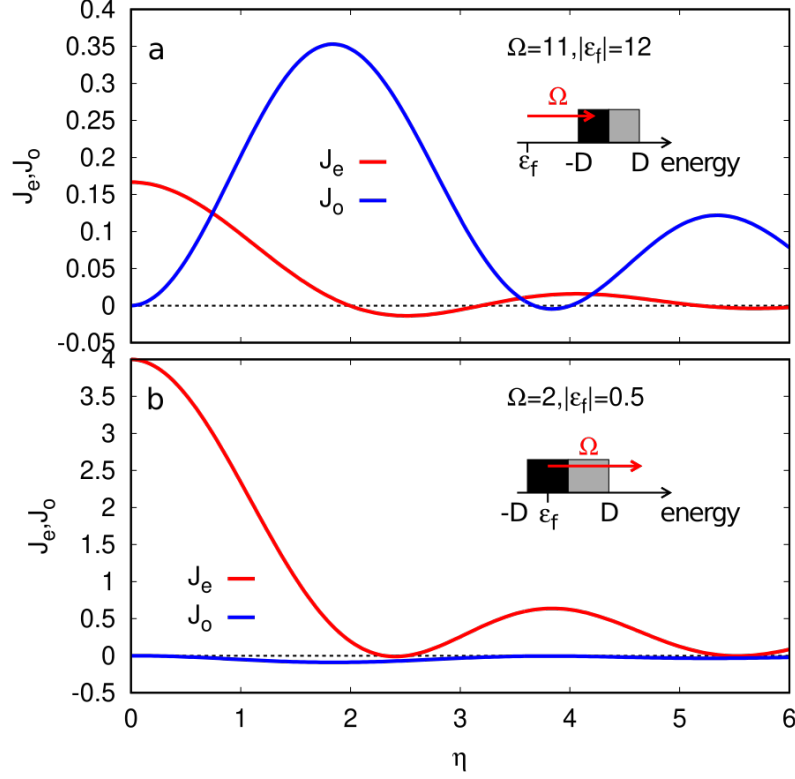 0.4
0.35
0.3
0.25
0.2
0.15
0.1
0.05
0
-0.05
J_e,J_o
a
Ω=11,|ε_f|=12
Ω
ε_f -D D energy
J_e
J_o
4
3.5
3
2.5
2
1.5
1
0.5
0
-0.5
J_e,J_o
b
Ω=2,|ε_f|=0.5
Ω
-D ε_f D energy
J_e
J_o
0 1 2 3 4 5 6
η